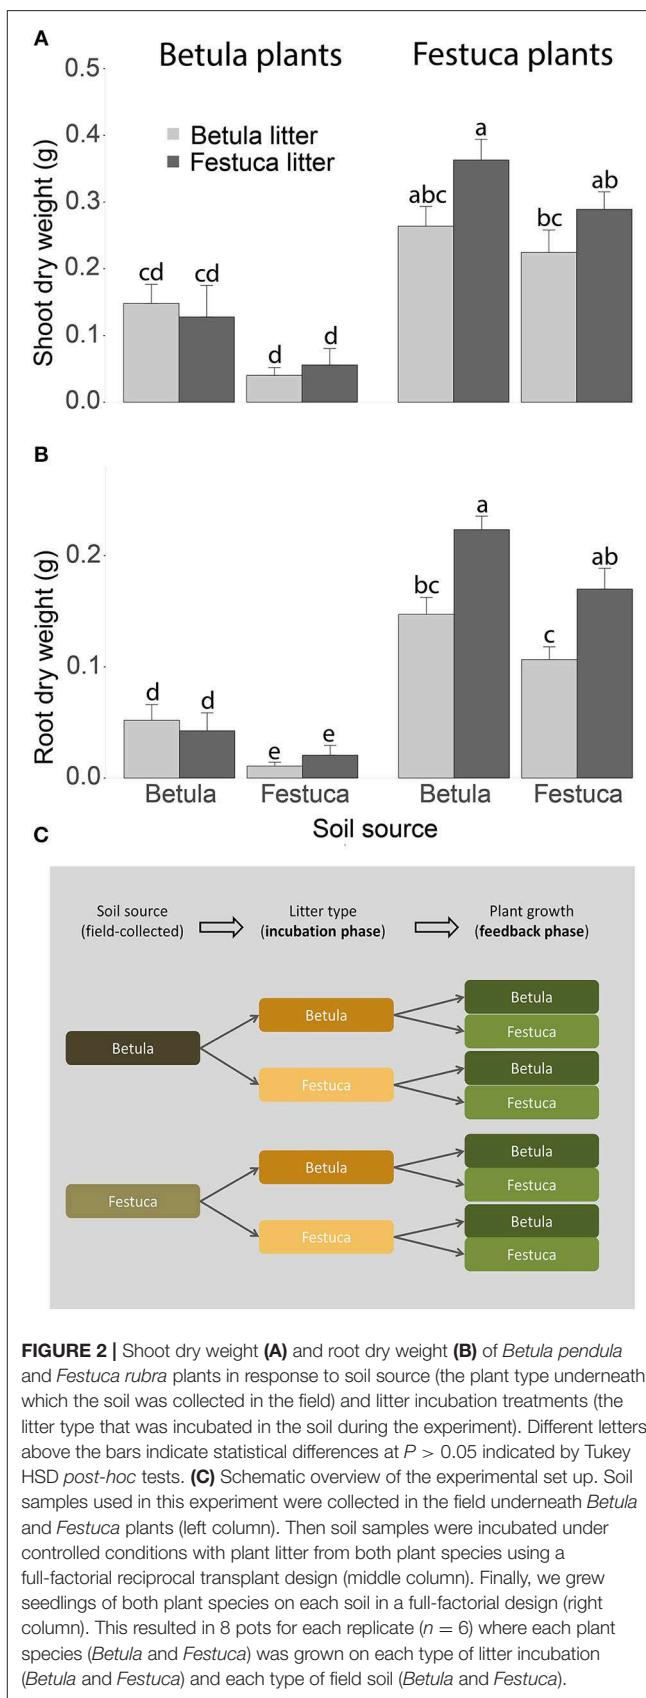 A
Betula plants Festuca plants
0.5
0.4
0.3
0.2
0.1
0.0
Shoot dry weight (g)
Betula litter
Festuca litter
cd cd d d abc a bc ab
B
0.2
0.1
0.0
Root dry weight (g)
d d e e bc a c ab
Betula Festuca Betula Festuca
Soil source
C
Soil source Litter type Plant growth
(field-collected) (incubation phase) (feedback phase)
Betula
Betula
Betula
Festuca
Festuca
Betula
Festuca
Festuca
Betula
Betula
Festuca
Festuca
Betula
Festuca
FIGURE 2 | Shoot dry weight (A) and root dry weight (B) of Betula pendula
and Festuca rubra plants in response to soil source (the plant type underneath
which the soil was collected in the field) and litter incubation treatments (the
litter type that was incubated in the soil during the experiment). Different letters
above the bars indicate statistical differences at P > 0.05 indicated by Tukey
HSD post-hoc tests. (C) Schematic overview of the experimental set up. Soil
samples used in this experiment were collected in the field underneath Betula
and Festuca plants (left column). Then soil samples were incubated under
controlled conditions with plant litter from both plant species using a
full-factorial reciprocal transplant design (middle column). Finally, we grew
seedlings of both plant species on each soil in a full-factorial design (right
column). This resulted in 8 pots for each replicate (n = 6) where each plant
species (Betula and Festuca) was grown on each type of litter incubation
(Betula and Festuca) and each type of field soil (Betula and Festuca).